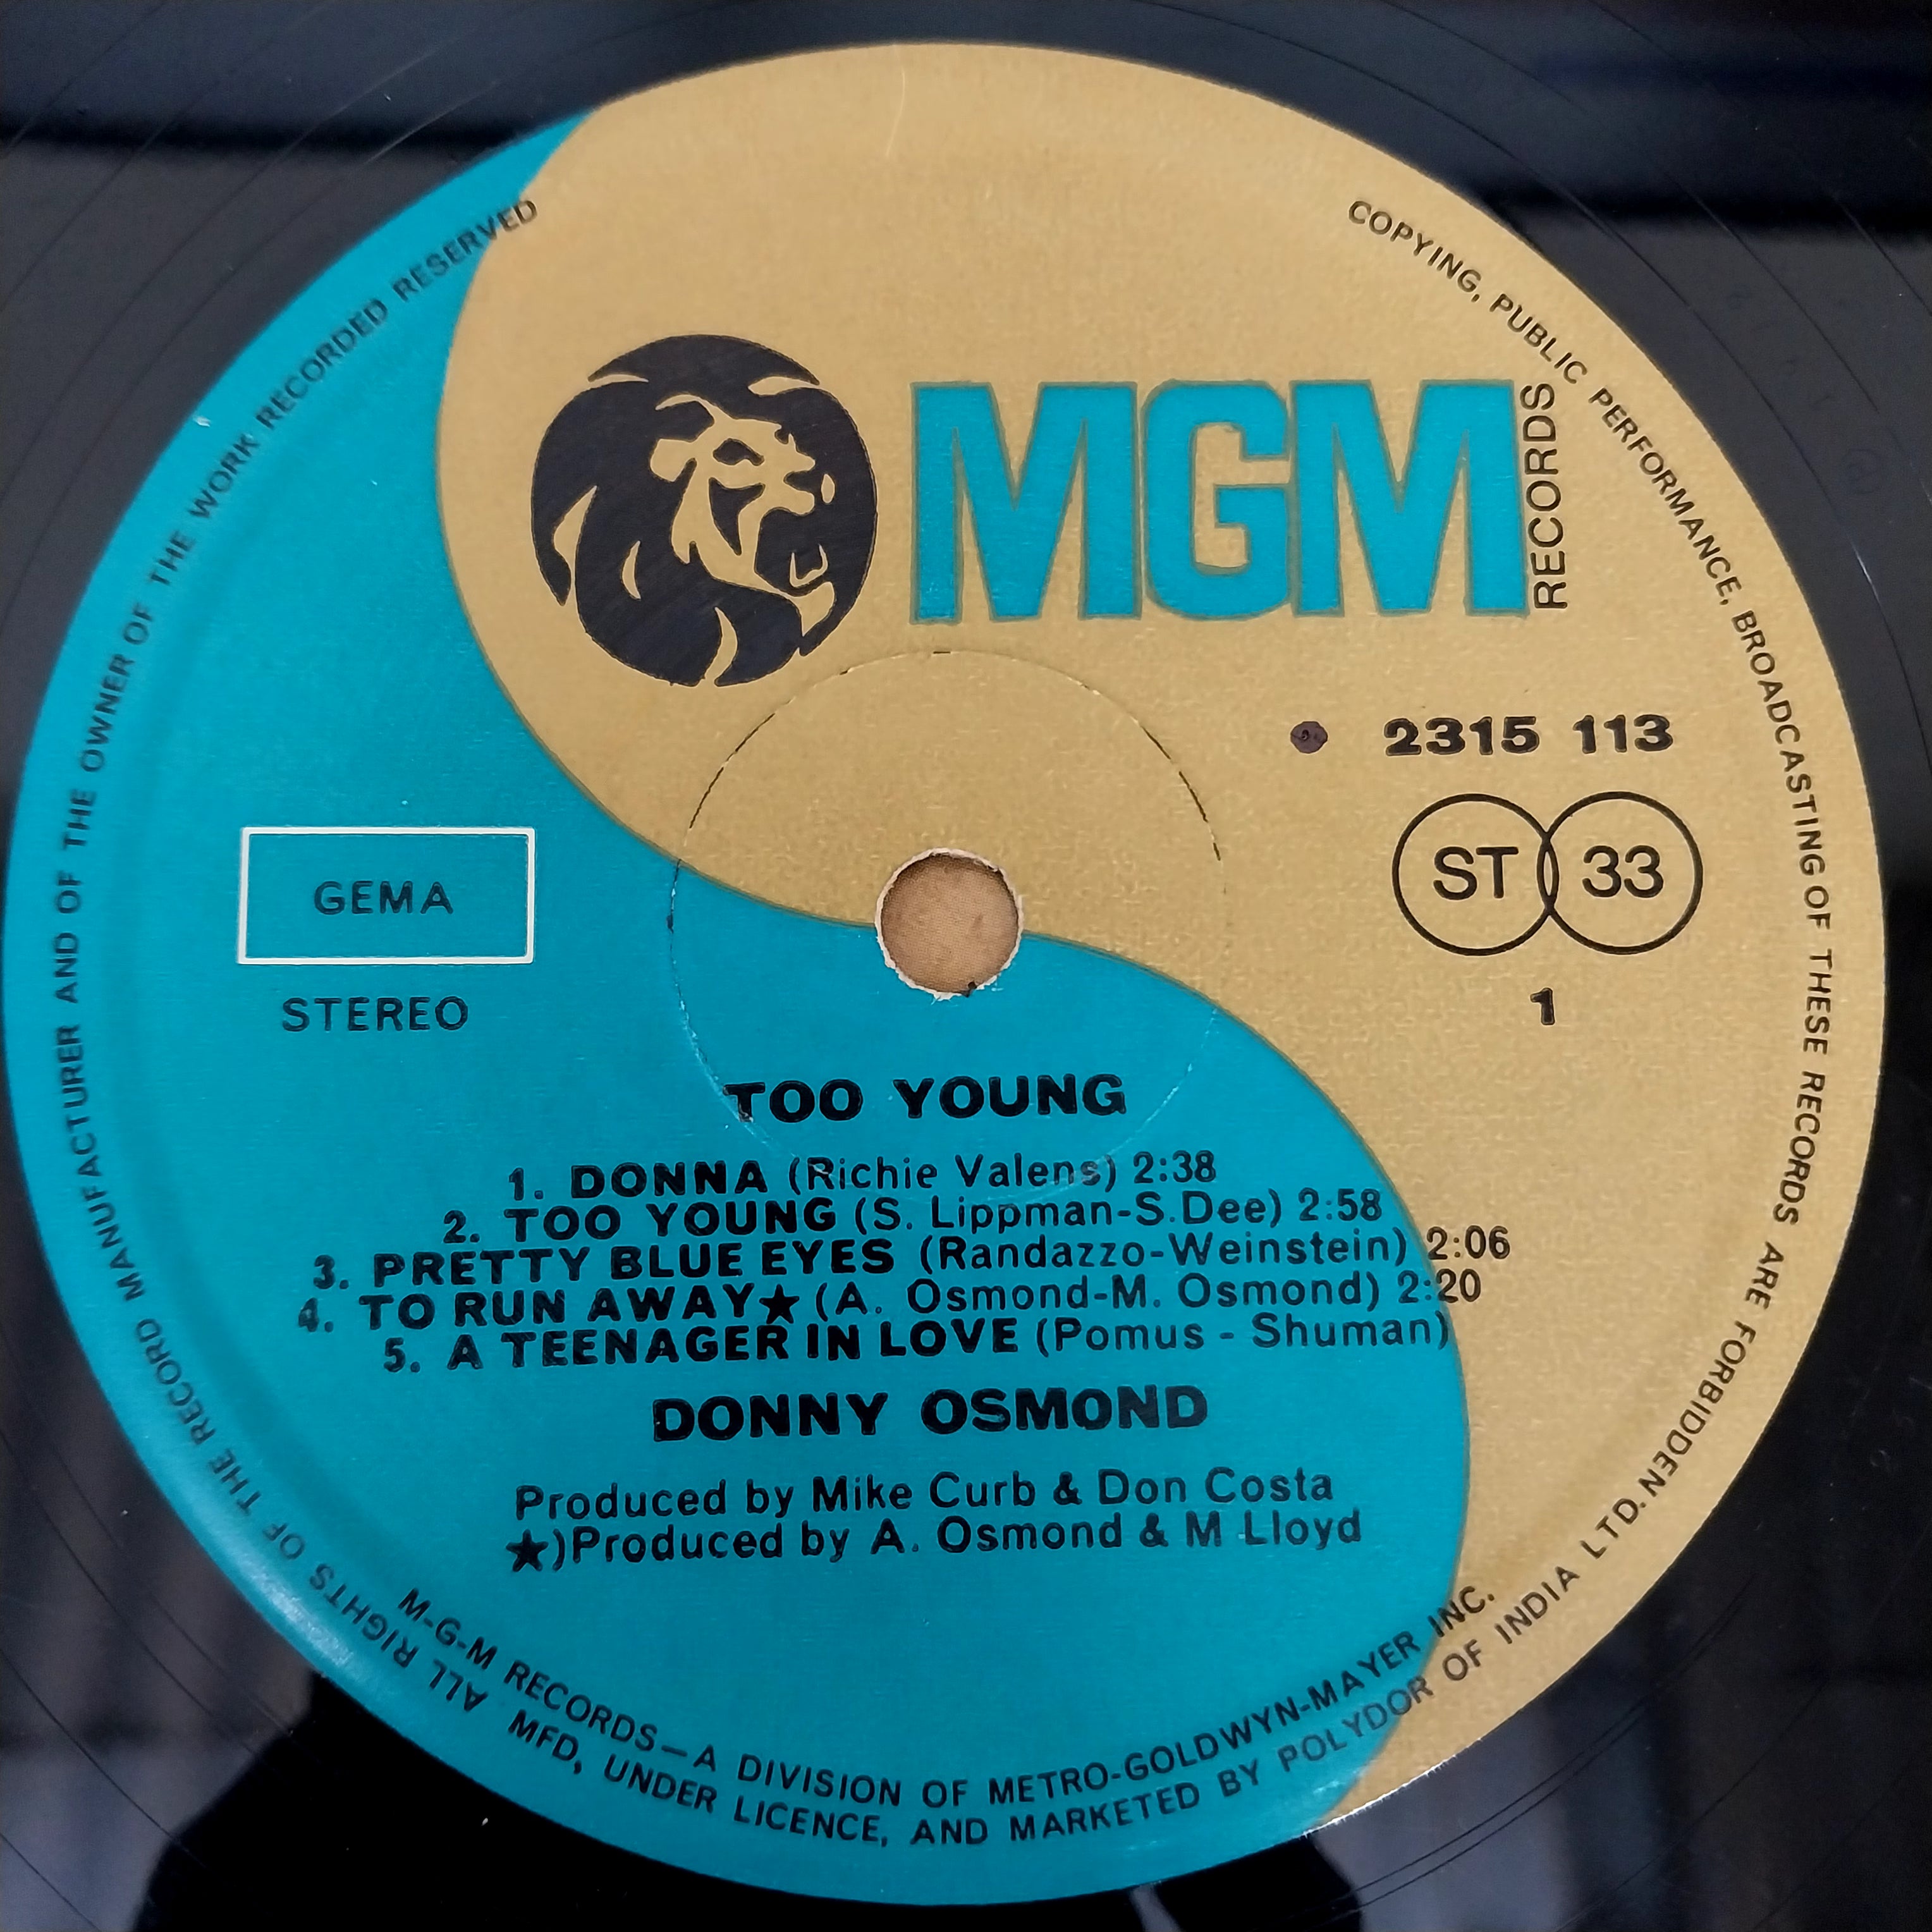 MGM
RECORDS
2315 113
ST 33
1
GEMA
STEREO
TOO YOUNG
1. DONNA (Richie Valens) 2:38
2. TOO YOUNG (S. Lippman-S.Dee) 2:58
3. PRETTY BLUE EYES (Randazzo-Weinstein) 2:06
4. TO RUN AWAY★ (A. Osmond-M. Osmond) 2:20
5. A TEENAGER IN LOVE (Pomus - Shuman)
DONNY OSMOND
Produced by Mike Curb & Don Costa
★)Produced by A. Osmond & M Lloyd
M-G-M RECORDS—A DIVISION OF METRO-GOLDWYN-MAYER INC.
MFD, UNDER LICENCE, AND MARKETED BY POLYDOR OF INDIA LTD.
ALL RIGHTS OF THE RECORD MANUFACTURER AND OF THE OWNER OF THE WORK RECORDED RESERVED
COPYING, PUBLIC PERFORMANCE, BROADCASTING OF THESE RECORDS ARE FORBIDDEN